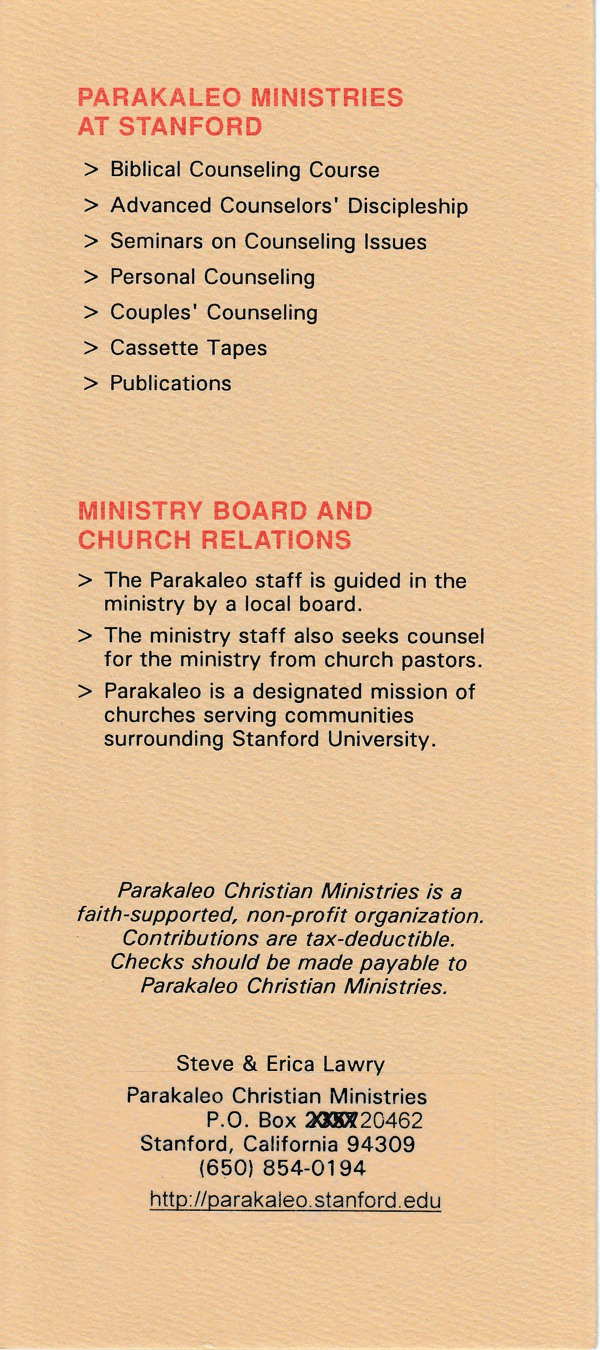 PARAKALEO MINISTRIES
AT STANFORD
> Biblical Counseling Course
> Advanced Counselors' Discipleship
> Seminars on Counseling Issues
> Personal Counseling
> Couples' Counseling
> Cassette Tapes
> Publications
MINISTRY BOARD AND
CHURCH RELATIONS
> The Parakaleo staff is guided in the
ministry by a local board.
> The ministry staff also seeks counsel
for the ministry from church pastors.
> Parakaleo is a designated mission of
churches serving communities
surrounding Stanford University.
Parakaleo Christian Ministries is a
faith-supported, non-profit organization.
Contributions are tax-deductible.
Checks should be made payable to
Parakaleo Christian Ministries.
Steve & Erica Lawry
Parakaleo Christian Ministries
P.O. Box 20462
Stanford, California 94309
(650) 854-0194
http://parakaleo.stanford.edu